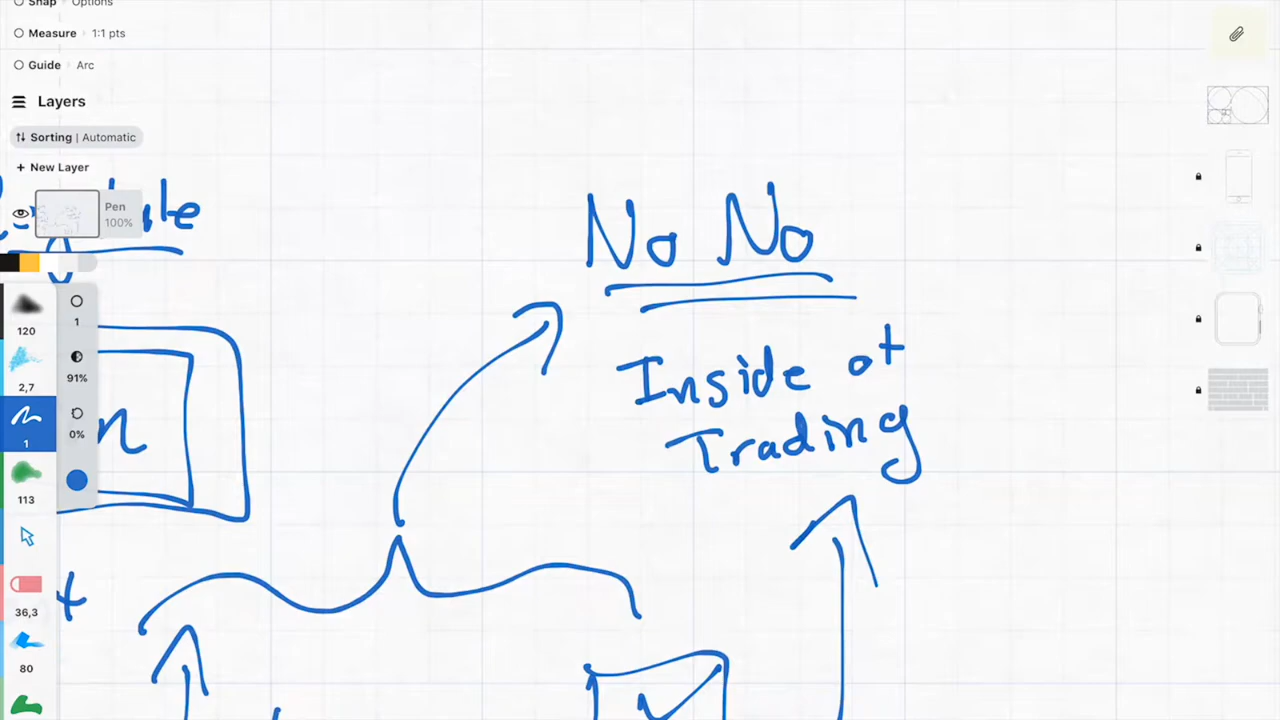 Snap Options
Measure 1:1 pts
Guide Arc
Layers
Sorting | Automatic
+ New Layer
Pen
100%
120
1
2,7
91%
1
0%
113
36,3
80
No No
Inside of
Trading
n